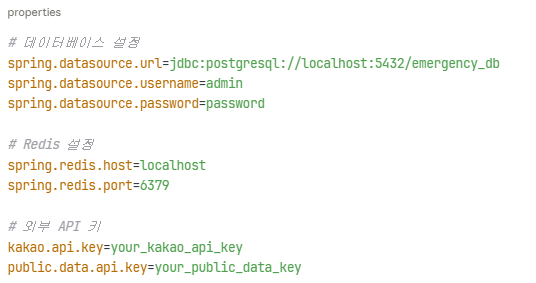 properties
# 데이터베이스 설정
spring.datasource.url=jdbc:postgresql://localhost:5432/emergency_db
spring.datasource.username=admin
spring.datasource.password=password
# Redis 설정
spring.redis.host=localhost
spring.redis.port=6379
# 외부 API 키
kakao.api.key=your_kakao_api_key
public.data.api.key=your_public_data_key